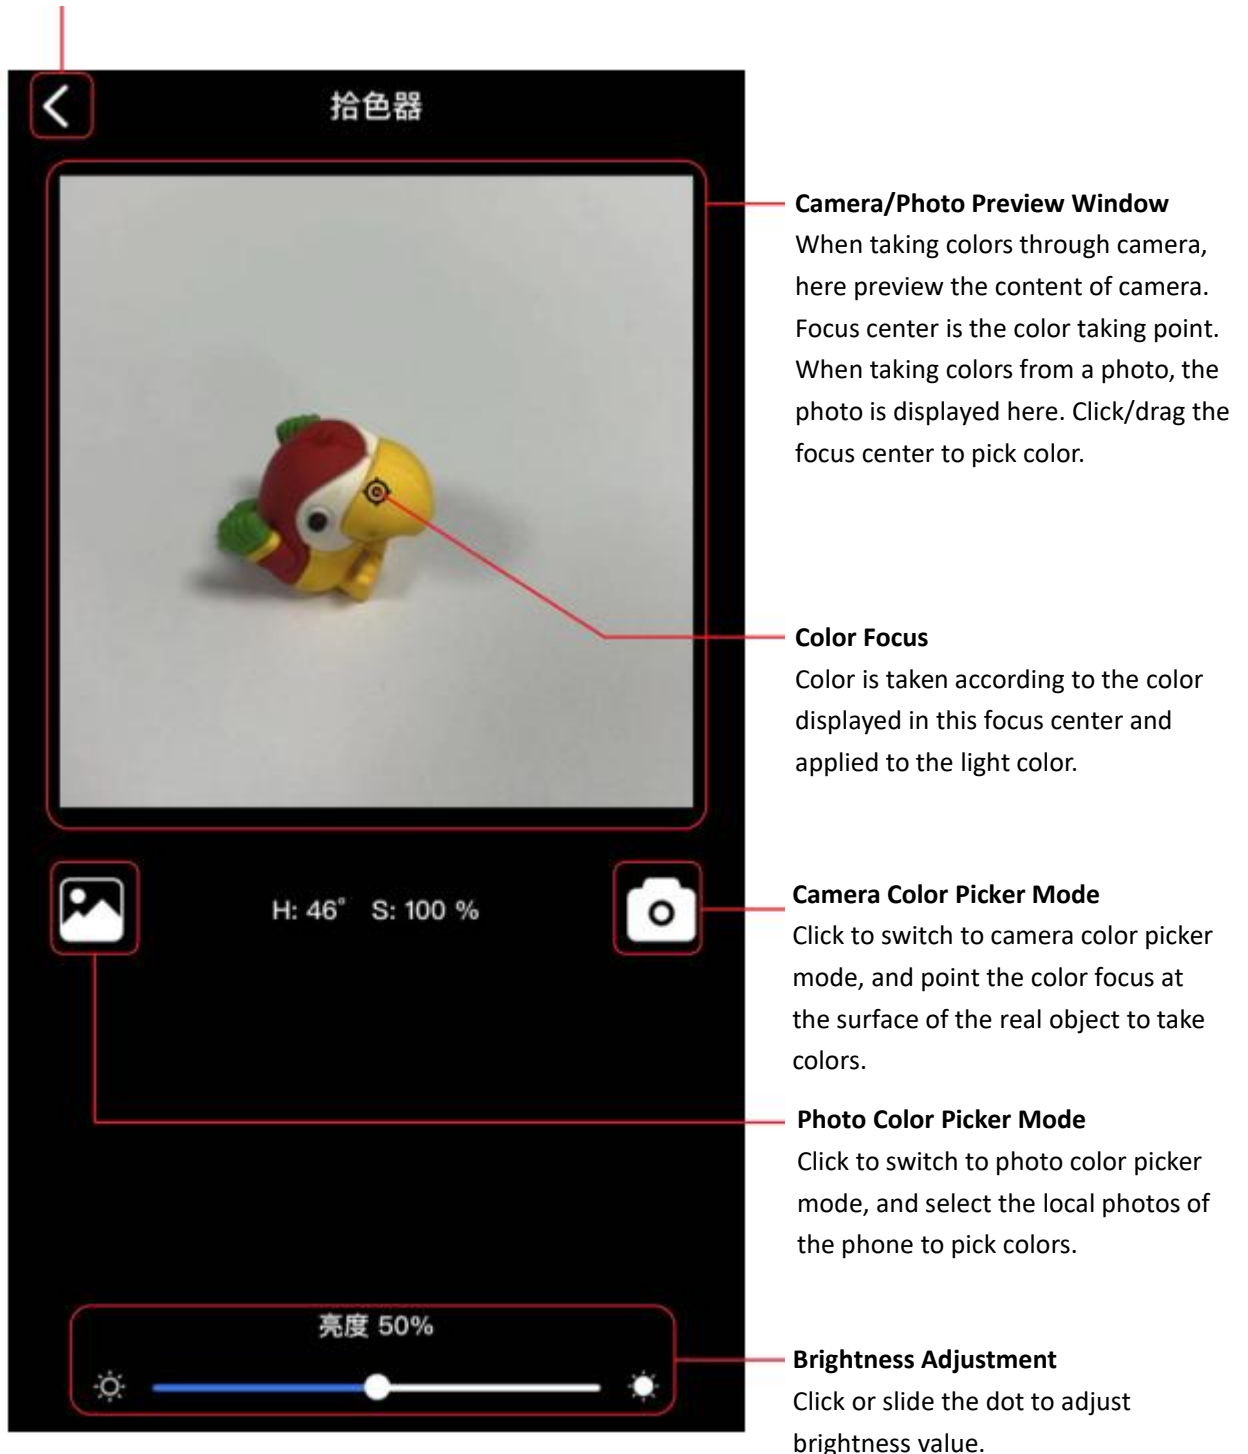 拾色器
Camera/Photo Preview Window
When taking colors through camera,
here preview the content of camera.
Focus center is the color taking point.
When taking colors from a photo, the
photo is displayed here. Click/drag the
focus center to pick color.
Color Focus
Color is taken according to the color
displayed in this focus center and
applied to the light color.
H: 46° S: 100 %
Camera Color Picker Mode
Click to switch to camera color picker
mode, and point the color focus at
the surface of the real object to take
colors.
Photo Color Picker Mode
Click to switch to photo color picker
mode, and select the local photos of
the phone to pick colors.
亮度 50%
Brightness Adjustment
Click or slide the dot to adjust
brightness value.